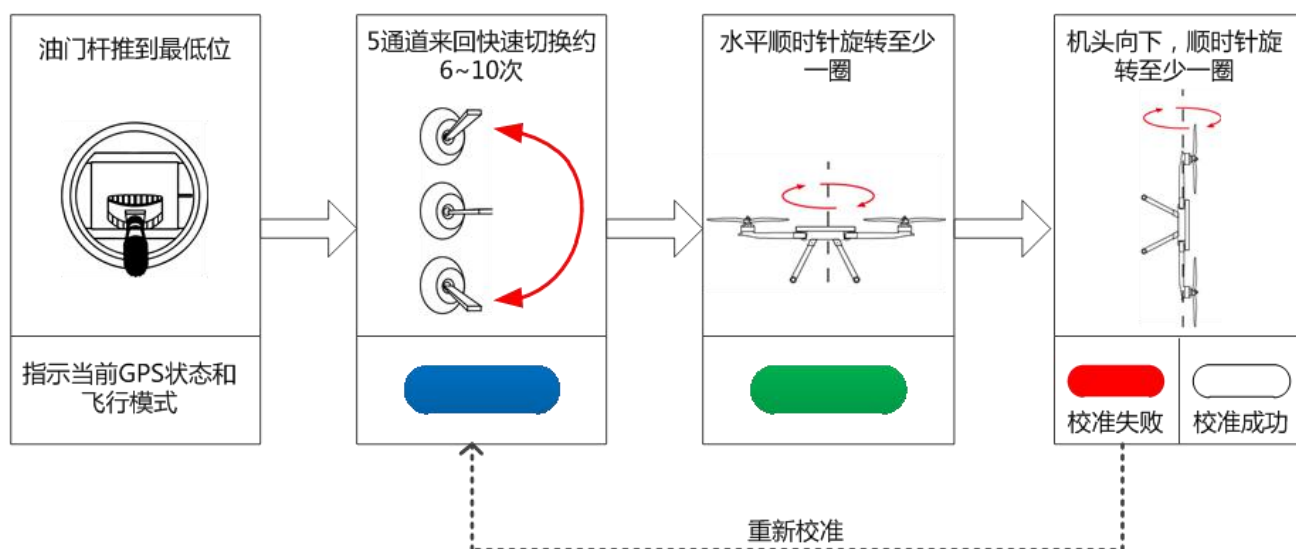 油门杆推到最低位
5通道来回快速切换约
6~10次
水平顺时针旋转至少
一圈
机头向下，顺时针旋
转至少一圈
指示当前GPS状态和
飞行模式
校准失败
校准成功
重新校准